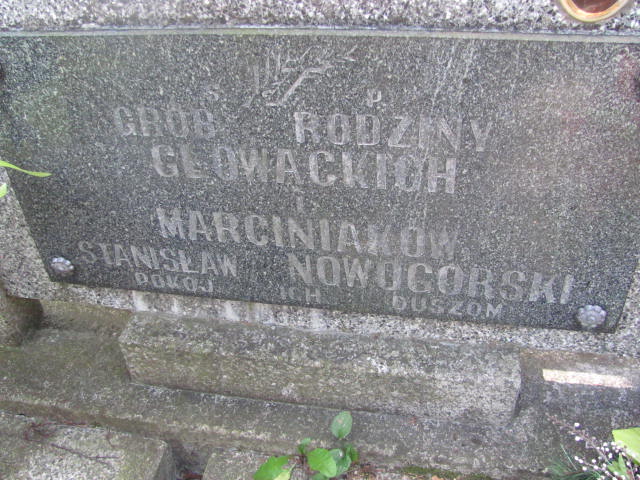 Ś P
GRÓB RODZINY
GŁOWACKICH
I
MARCINIAKÓW
STANISŁAW NOWOGÓRSKI
POKÓJ ICH DUSZOM